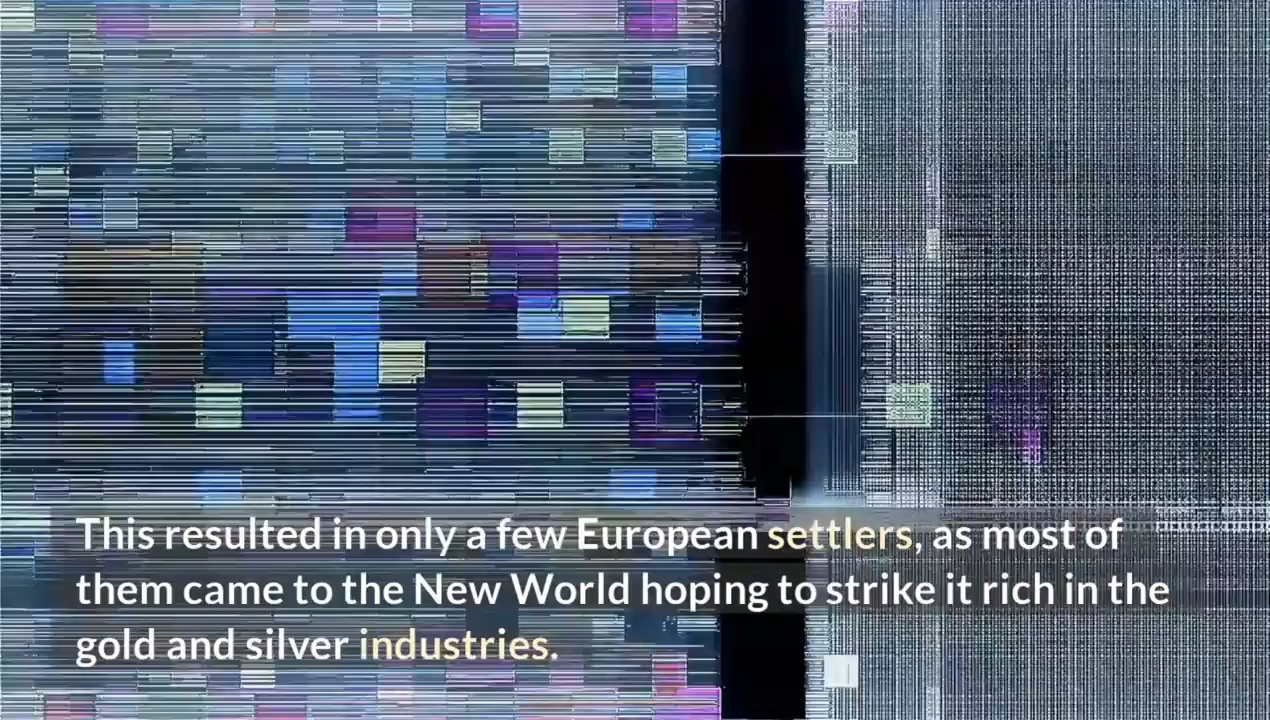 This resulted in only a few European settlers, as most of
them came to the New World hoping to strike it rich in the
gold and silver industries.